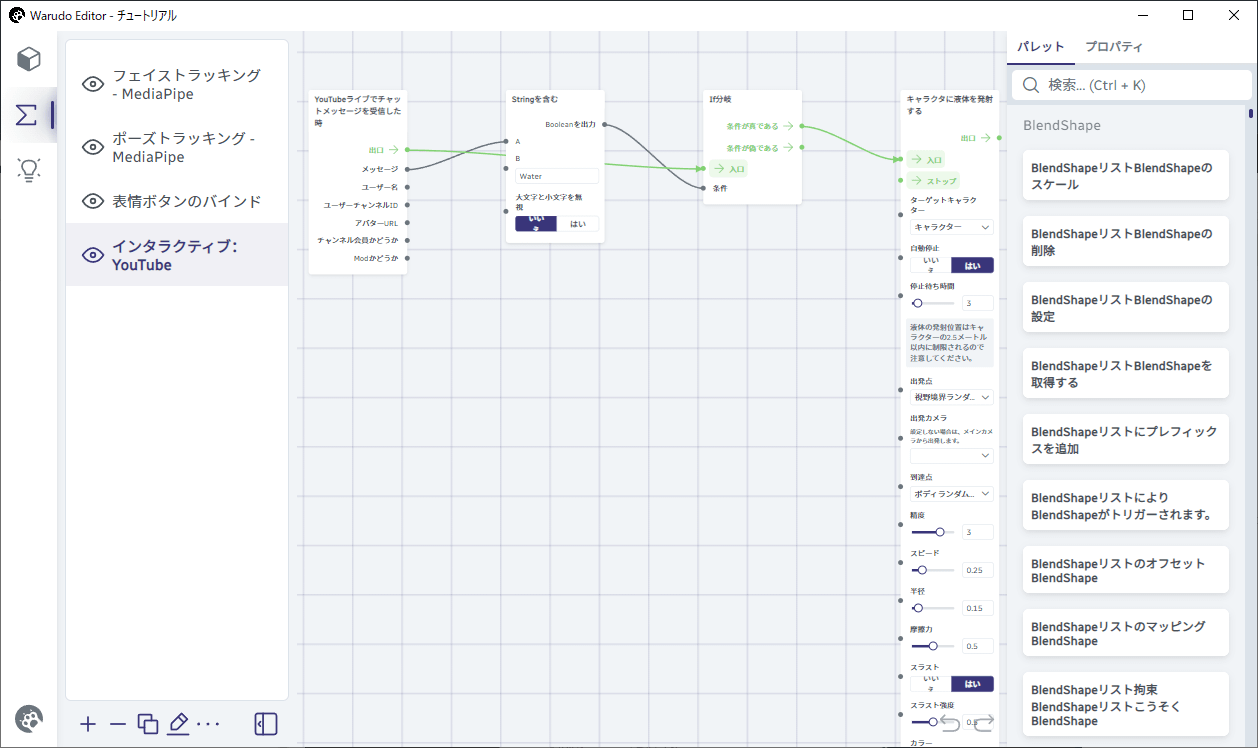 Warudo Editor - チュートリアル
フェイストラッキング
- MediaPipe
ポーズトラッキング -
MediaPipe
表情ボタンのバインド
インタラクティブ:
YouTube
YouTubeライブでチャッ
トメッセージを受信した
時
出口
メッセージ
ユーザー名
ユーザーチャンネルID
アバターURL
チャンネル会員かどうか
Modかどうか
Stringを含む
Booleanを出力
A
B
Water
大文字と小文字を無
視
いいえ
はい
If分岐
条件が真である
条件が偽である
入口
条件
キャラクタに液体を発射
する
出口
入口
ストップ
ターゲットキャラク
ター
キャラクター
自動停止
いいえ
はい
停止待ち時間
3
液体の発射位置はキャ
ラクターの2.5メートル
以内に制限されるので
注意してください。
出発点
視野境界ランダ...
出発カメラ
設定しない場合は、メインカメ
ラから出発します。
到達点
ボディランダム...
精度
3
スピード
0.25
半径
0.15
摩擦力
0.5
スラスト
いいえ
はい
スラスト強度
0.5
カラー
パレット
プロパティ
検索... (Ctrl + K)
BlendShape
BlendShapeリストBlendShapeの
スケール
BlendShapeリストBlendShapeの
削除
BlendShapeリストBlendShapeの
設定
BlendShapeリストBlendShapeを
取得する
BlendShapeリストにプレフィック
スを追加
BlendShapeリストにより
BlendShapeがトリガーされます。
BlendShapeリストのオフセット
BlendShape
BlendShapeリストのマッピング
BlendShape
BlendShapeリスト拘束
BlendShapeリストこうそく
BlendShape